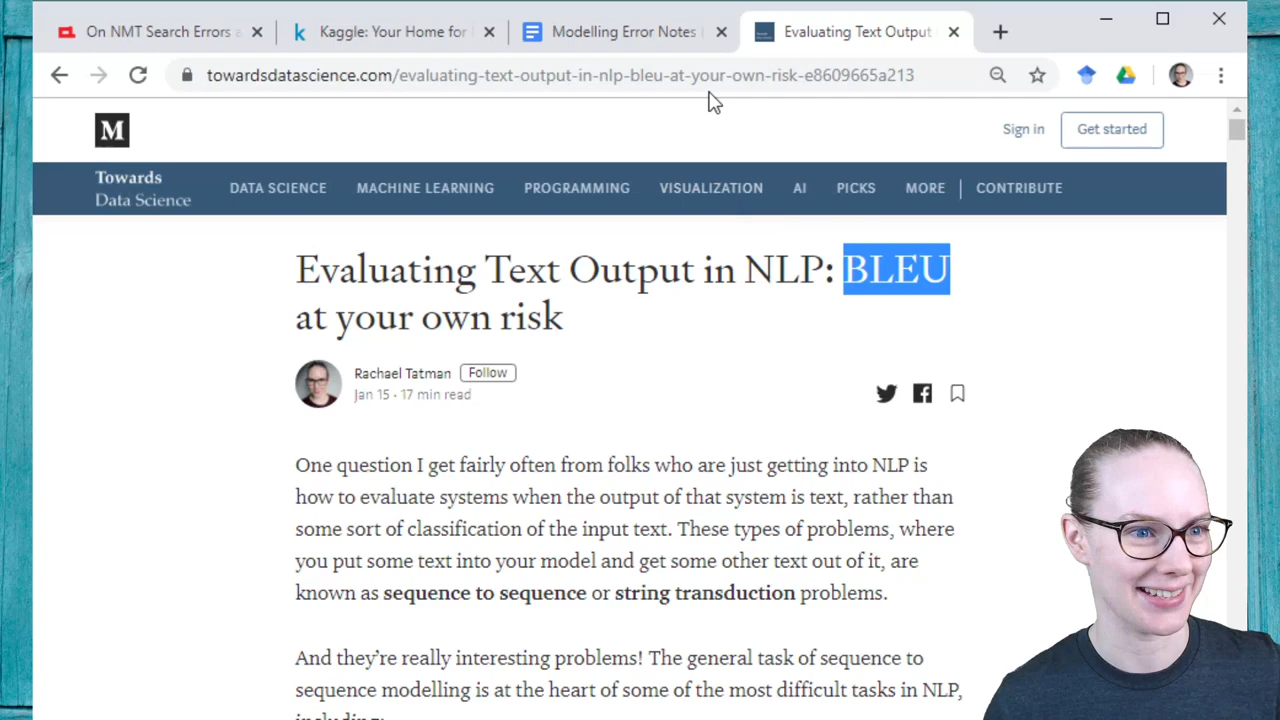 On NMT Search Errors a
Kaggle: Your Home for
Modelling Error Notes
Evaluating Text Output
towardsdatascience.com/evaluating-text-output-in-nlp-bleu-at-your-own-risk-e8609665a213
M
Sign in
Get started
Towards
Data Science
DATA SCIENCE
MACHINE LEARNING
PROGRAMMING
VISUALIZATION
AI
PICKS
MORE
CONTRIBUTE
Evaluating Text Output in NLP: BLEU
at your own risk
Rachael Tatman
Follow
Jan 15 · 17 min read
One question I get fairly often from folks who are just getting into NLP is
how to evaluate systems when the output of that system is text, rather than
some sort of classification of the input text. These types of problems, where
you put some text into your model and get some other text out of it, are
known as sequence to sequence or string transduction problems.
And they’re really interesting problems! The general task of sequence to
sequence modelling is at the heart of some of the most difficult tasks in NLP,
including: